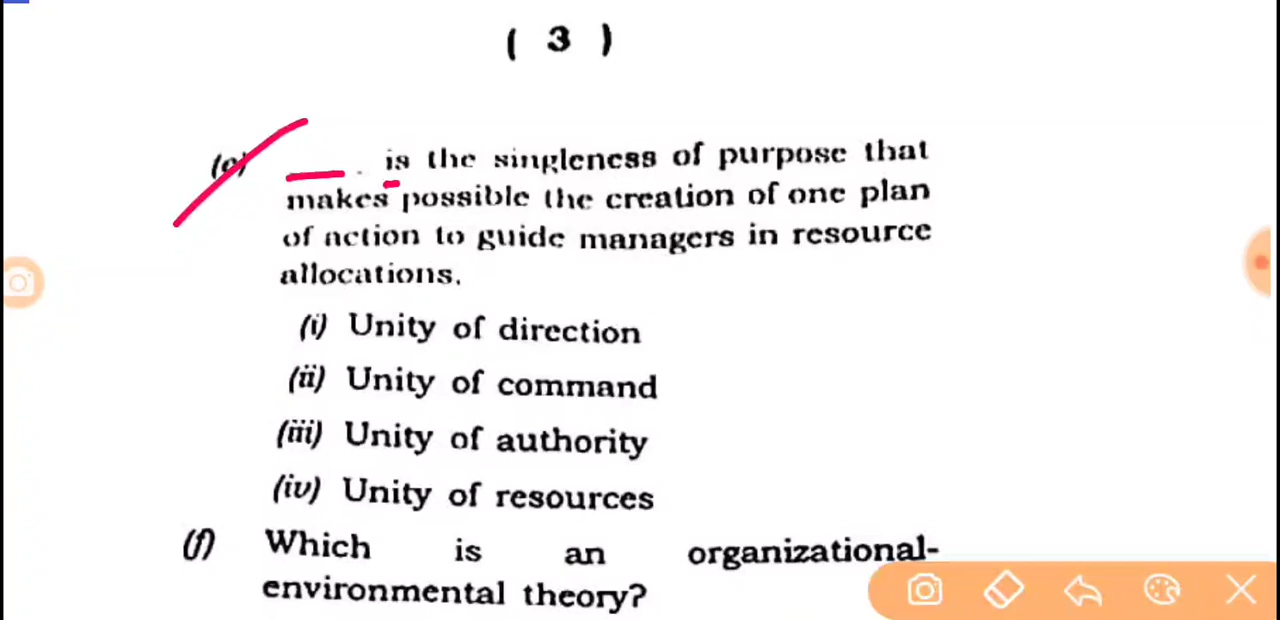 ( 3 )
(e) ___ is the singleness of purpose that
makes possible the creation of one plan
of action to guide managers in resource
allocations.
(i) Unity of direction
(ii) Unity of command
(iii) Unity of authority
(iv) Unity of resources
(f) Which is an organizational-
environmental theory?